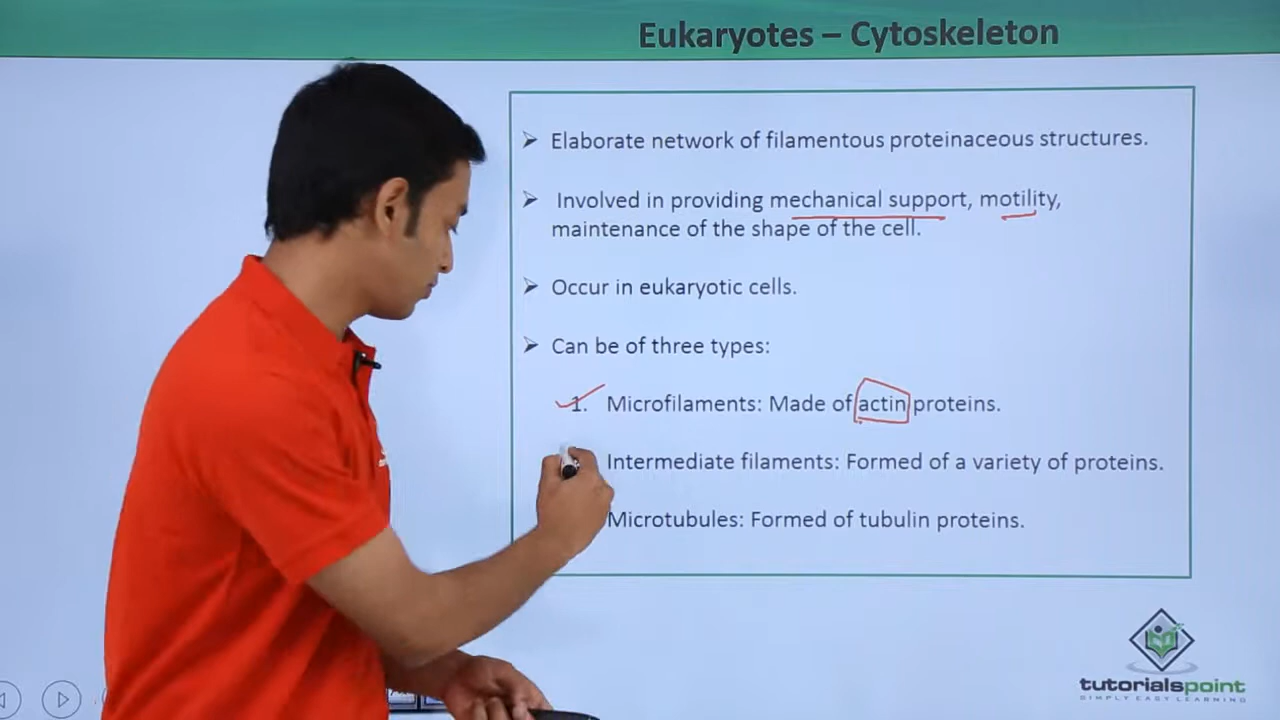 Eukaryotes – Cytoskeleton
➢ Elaborate network of filamentous proteinaceous structures.
➢ Involved in providing mechanical support, motility,
maintenance of the shape of the cell.
➢ Occur in eukaryotic cells.
➢ Can be of three types:
1. Microfilaments: Made of actin proteins.
Intermediate filaments: Formed of a variety of proteins.
Microtubules: Formed of tubulin proteins.
tutorialspoint
SIMPLY EASY LEARNING